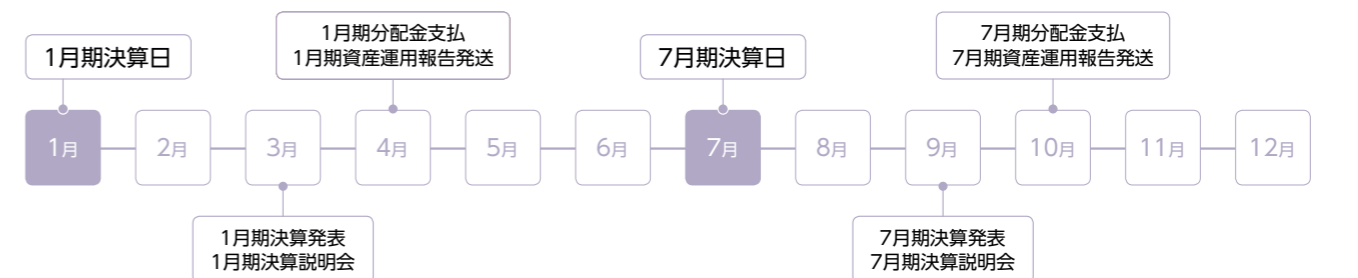 1月期分配金支払
1月期資産運用報告発送
7月期分配金支払
7月期資産運用報告発送
1月期決算日
7月期決算日
1月
2月
3月
4月
5月
6月
7月
8月
9月
10月
11月
12月
1月期決算発表
1月期決算説明会
7月期決算発表
7月期決算説明会